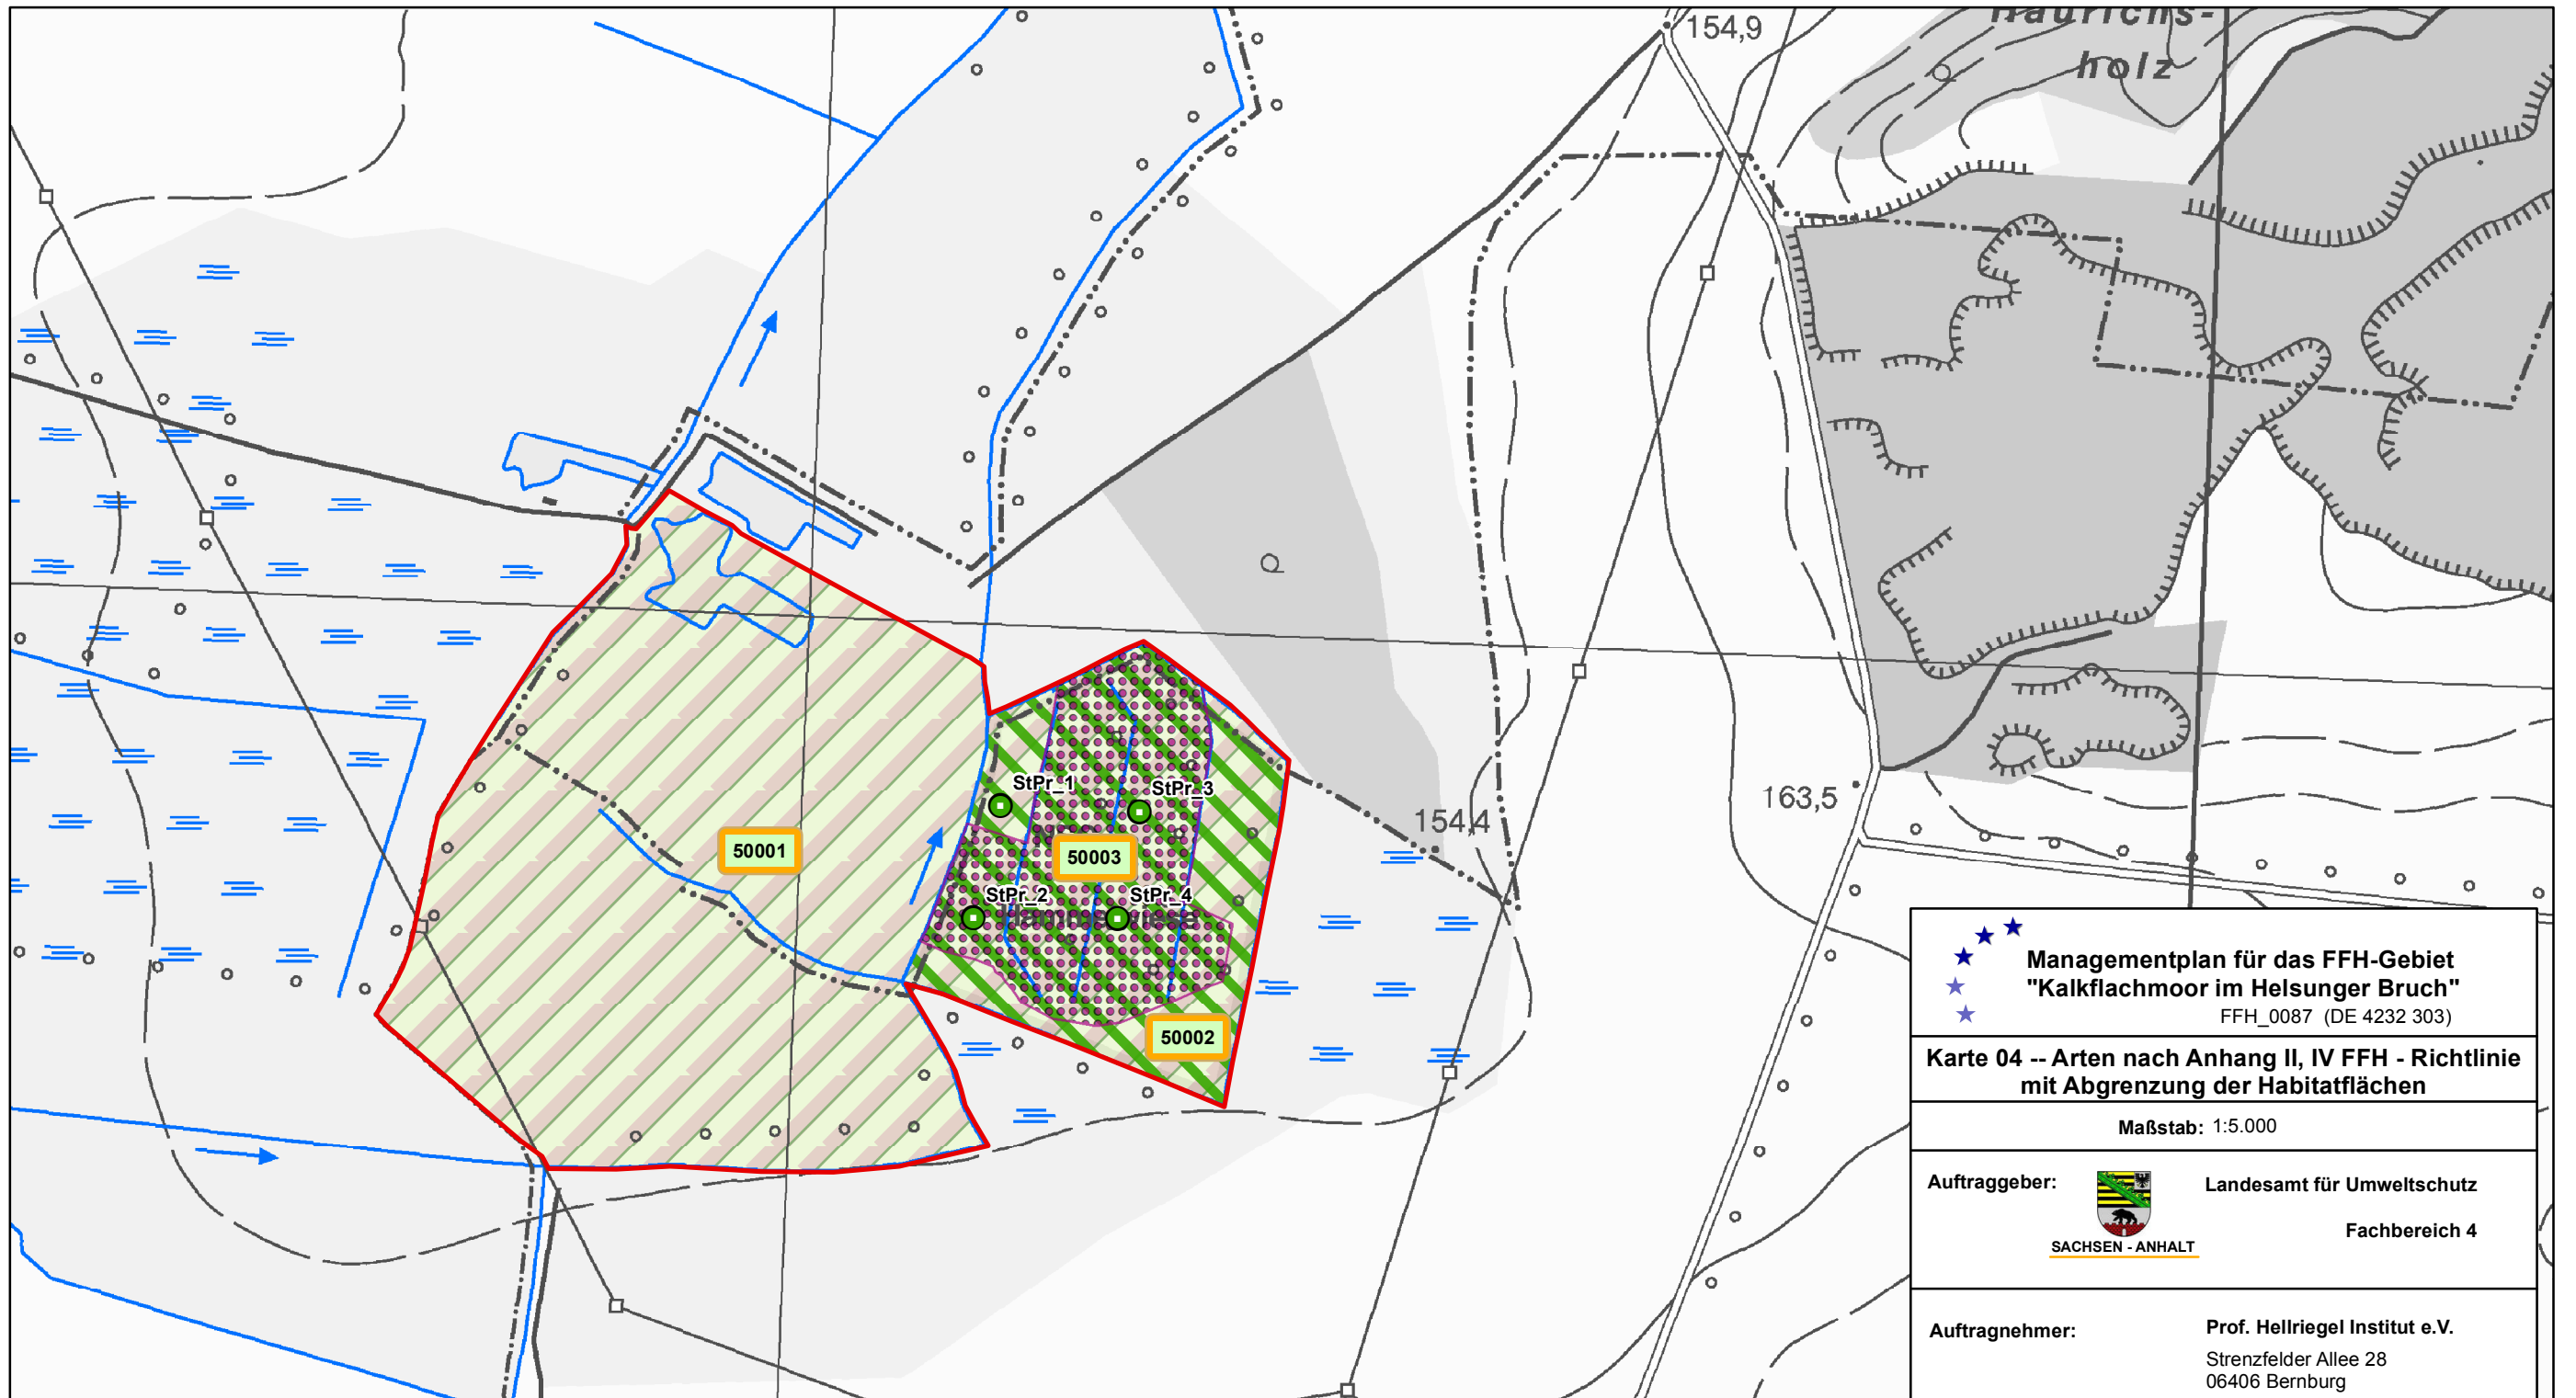 Haurichs-
holz
154,9
StPr_1
StPr_3
50001
50003
154,4
163,5
StPr_2
StPr_4
50002
Managementplan für das FFH-Gebiet
"Kalkflachmoor im Helsunger Bruch"
FFH_0087 (DE 4232 303)
Karte 04 -- Arten nach Anhang II, IV FFH - Richtlinie
mit Abgrenzung der Habitatflächen
Maßstab: 1:5.000
Auftraggeber:
SACHSEN - ANHALT
Landesamt für Umweltschutz
Fachbereich 4
Auftragnehmer:
Prof. Hellriegel Institut e.V.
Strenzfelder Allee 28
06406 Bernburg